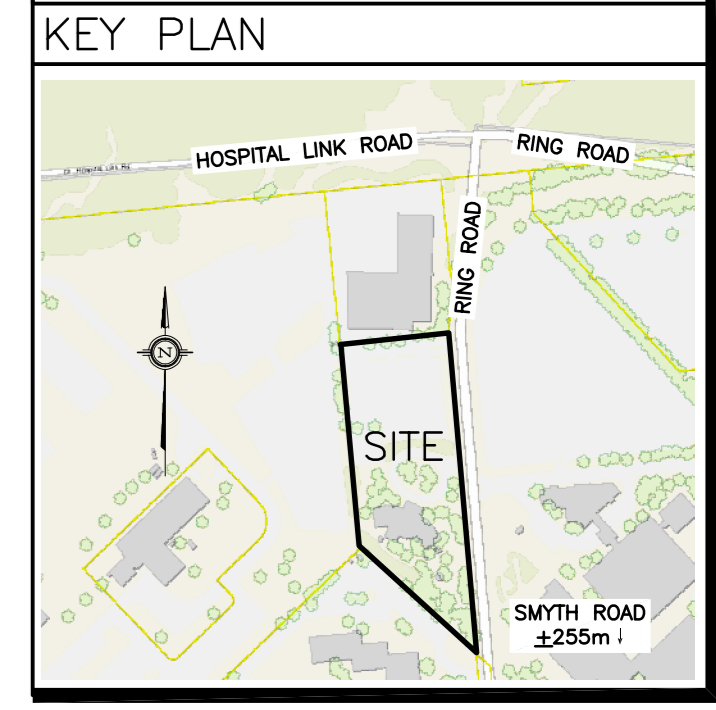 KEY PLAN
HOSPITAL LINK ROAD
RING ROAD
RING ROAD
N
SITE
SMYTH ROAD
±255m ↓